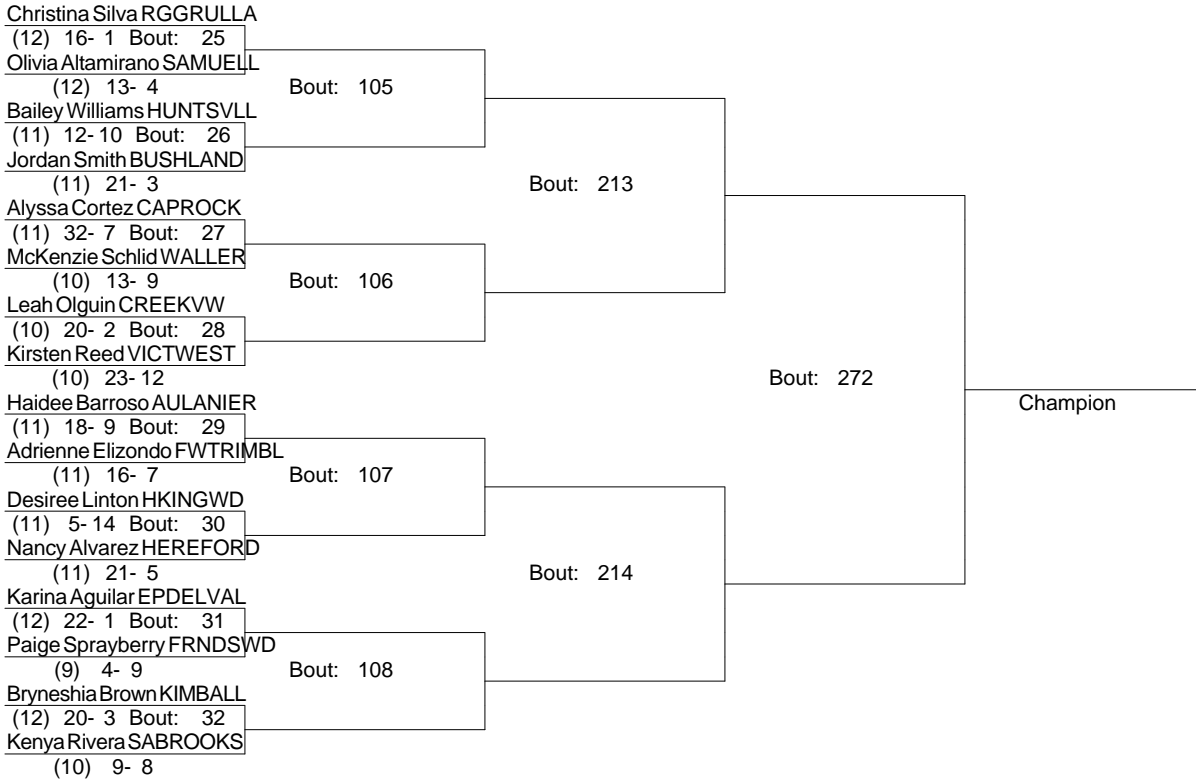 Christina Silva RGGRULLA
(12) 16- 1 Bout: 25
Olivia Altamirano SAMUELL
(12) 13- 4
Bout: 105
Bailey Williams HUNTSVLL
(11) 12- 10 Bout: 26
Jordan Smith BUSHLAND
(11) 21- 3
Bout: 213
Alyssa Cortez CAPROCK
(11) 32- 7 Bout: 27
McKenzie Schlid WALLER
(10) 13- 9
Bout: 106
Leah Olguin CREEKVW
(10) 20- 2 Bout: 28
Kirsten Reed VICTWEST
(10) 23- 12
Bout: 272
Haidee Barroso AULANIER
Champion
(11) 18- 9 Bout: 29
Adrienne Elizondo FWTRIMBL
(11) 16- 7
Bout: 107
Desiree Linton HKINGWD
(11) 5- 14 Bout: 30
Nancy Alvarez HEREFORD
(11) 21- 5
Bout: 214
Karina Aguilar EPDELVAL
(12) 22- 1 Bout: 31
Paige Sprayberry FRNDSWD
(9) 4- 9
Bout: 108
Bryneshia Brown KIMBALL
(12) 20- 3 Bout: 32
Kenya Rivera SABROOKS
(10) 9- 8